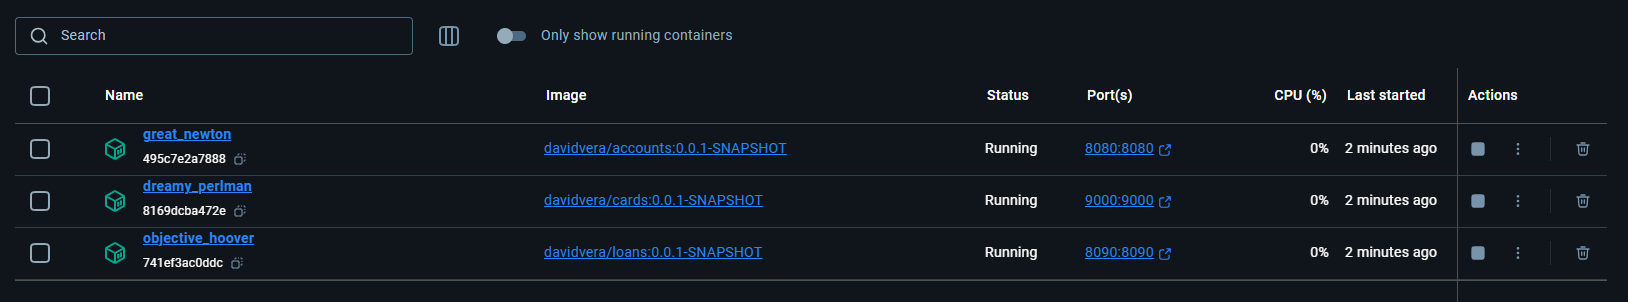 Search
Only show running containers
Name Image Status Port(s) CPU (%) Last started Actions
great_newton
495c7e2a7888
davidvera/accounts:0.0.1-SNAPSHOT Running 8080:8080 0% 2 minutes ago
dreamy_perlman
8169dcba472e
davidvera/cards:0.0.1-SNAPSHOT Running 9000:9000 0% 2 minutes ago
objective_hoover
741ef3ac0ddc
davidvera/loans:0.0.1-SNAPSHOT Running 8090:8090 0% 2 minutes ago